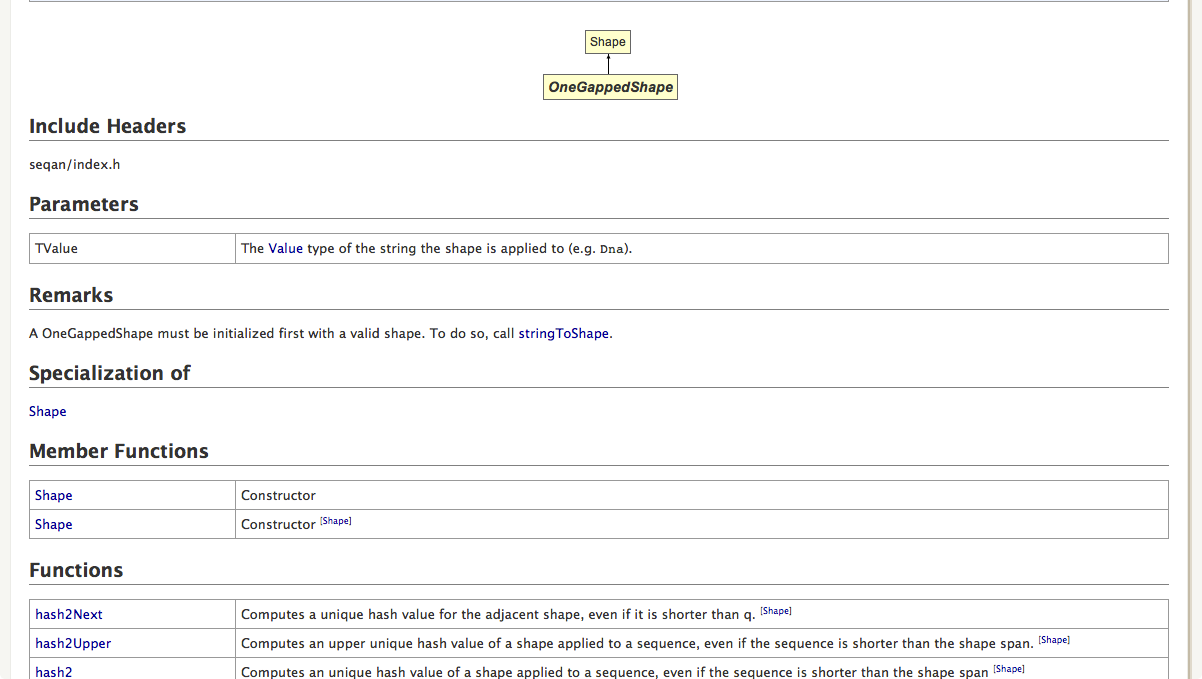 Shape
OneGappedShape
Include Headers
seqan/index.h
Parameters
TValue The Value type of the string the shape is applied to (e.g. Dna).
Remarks
A OneGappedShape must be initialized first with a valid shape. To do so, call stringToShape.
Specialization of
Shape
Member Functions
Shape Constructor
Shape Constructor [Shape]
Functions
hash2Next Computes a unique hash value for the adjacent shape, even if it is shorter than q. [Shape]
hash2Upper Computes an upper unique hash value of a shape applied to a sequence, even if the sequence is shorter than the shape span. [Shape]
hash2 Computes an unique hash value of a shape applied to a sequence, even if the sequence is shorter than the shape span [Shape]